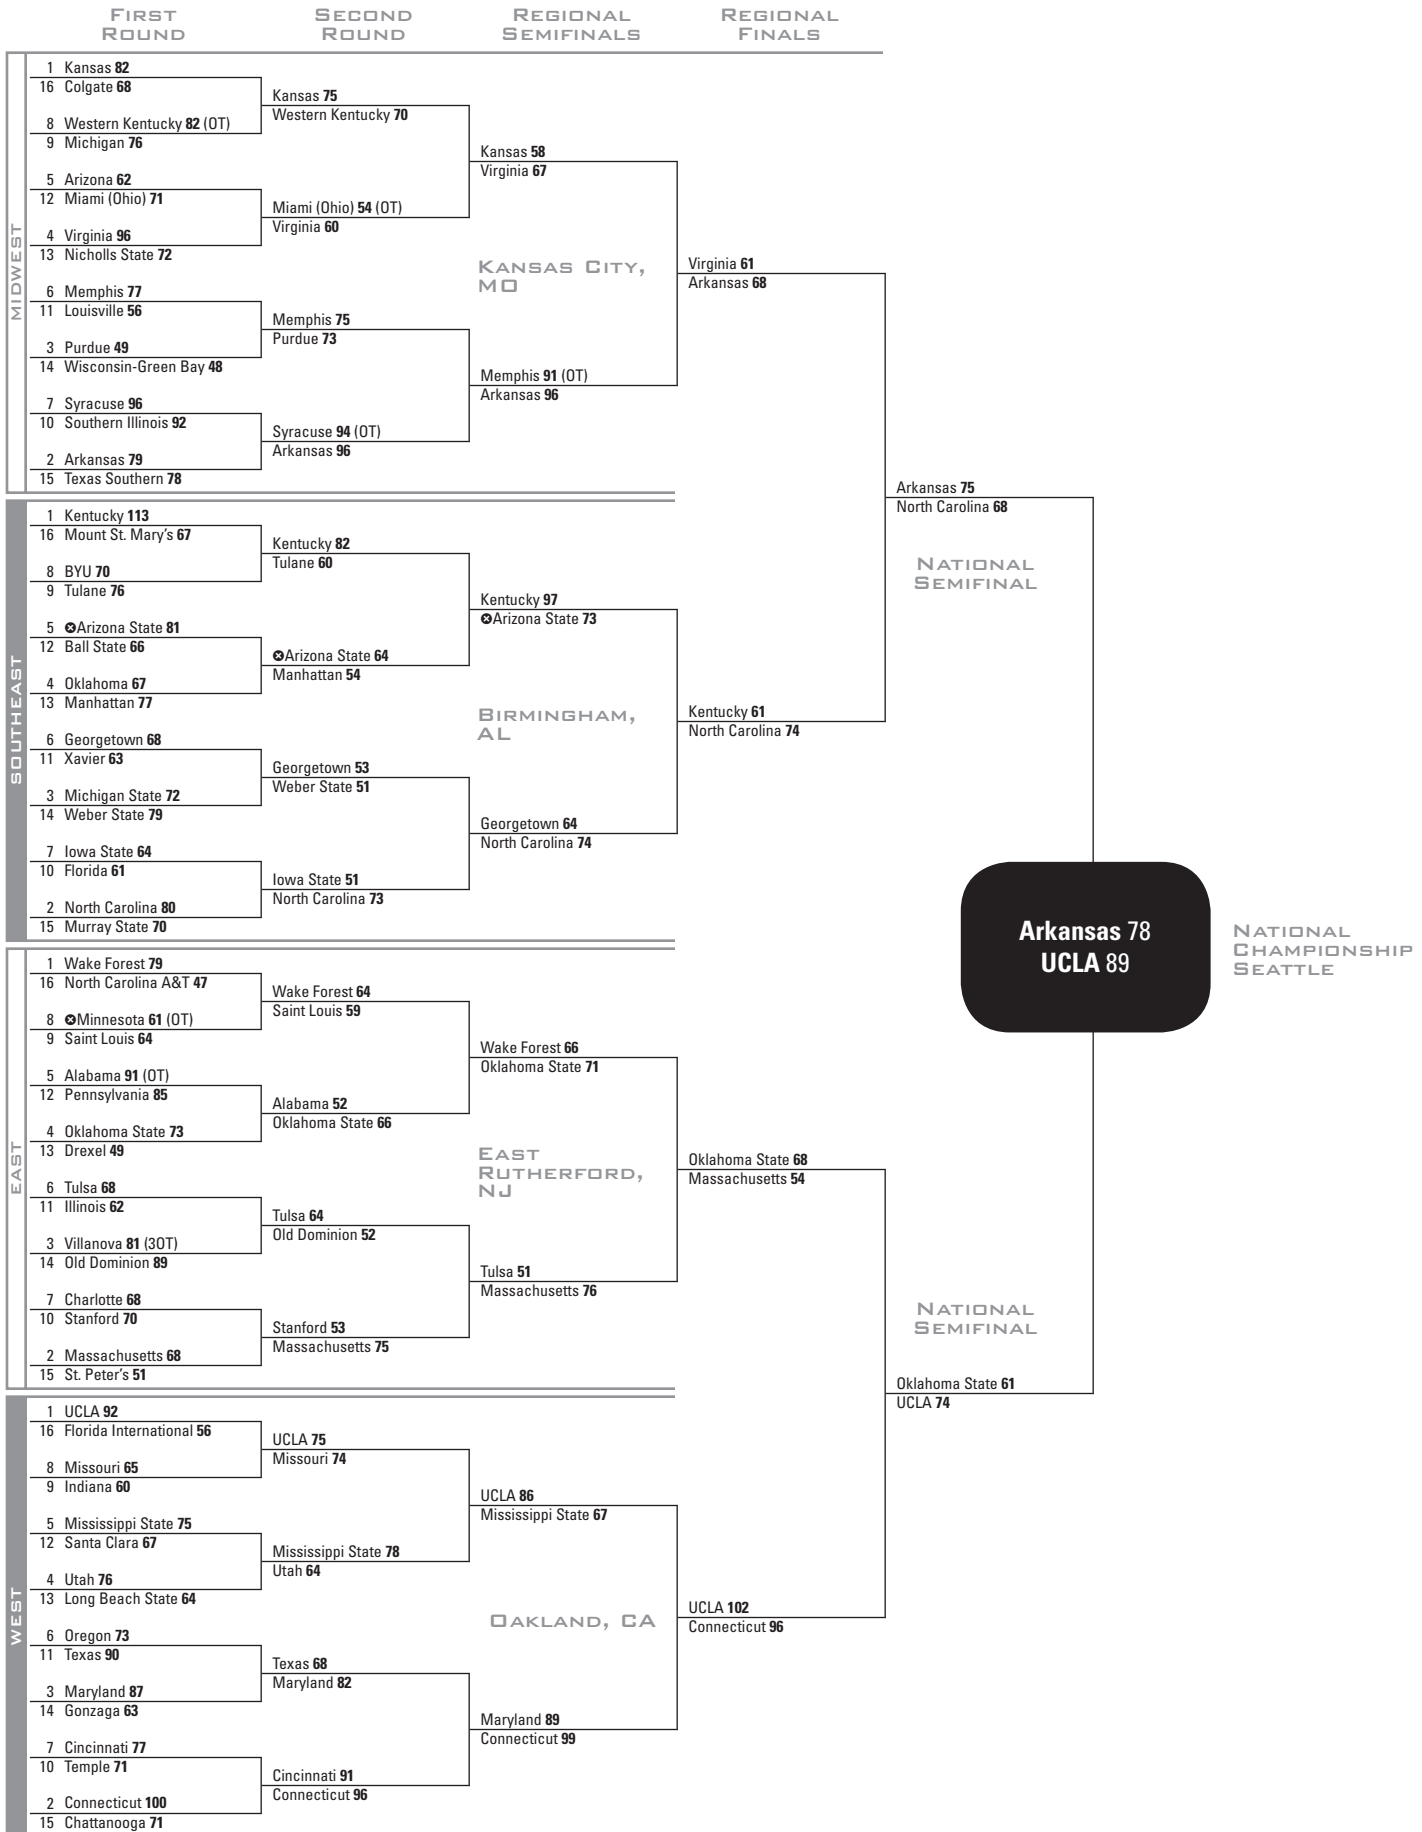 FIRST ROUND
SECOND ROUND
REGIONAL SEMIFINALS
REGIONAL FINALS
MIDWEST
1 Kansas 82
16 Colgate 68
8 Western Kentucky 82 (OT)
9 Michigan 76
5 Arizona 62
12 Miami (Ohio) 71
4 Virginia 96
13 Nicholls State 72
6 Memphis 77
11 Louisville 56
3 Purdue 49
14 Wisconsin-Green Bay 48
7 Syracuse 96
10 Southern Illinois 92
2 Arkansas 79
15 Texas Southern 78
Kansas 75
Western Kentucky 70
Miami (Ohio) 54 (OT)
Virginia 60
Memphis 75
Purdue 73
Syracuse 94 (OT)
Arkansas 96
Kansas 58
Virginia 67
KANSAS CITY,
MO
Memphis 91 (OT)
Arkansas 96
Virginia 61
Arkansas 68
SOUTHEAST
1 Kentucky 113
16 Mount St. Mary's 67
8 BYU 70
9 Tulane 76
5 ✪Arizona State 81
12 Ball State 66
4 Oklahoma 67
13 Manhattan 77
6 Georgetown 68
11 Xavier 63
3 Michigan State 72
14 Weber State 79
7 Iowa State 64
10 Florida 61
2 North Carolina 80
15 Murray State 70
Kentucky 82
Tulane 60
✪Arizona State 64
Manhattan 54
Georgetown 53
Weber State 51
Iowa State 51
North Carolina 73
Kentucky 97
✪Arizona State 73
BIRMINGHAM,
AL
Georgetown 64
North Carolina 74
Kentucky 61
North Carolina 74
Arkansas 75
North Carolina 68
NATIONAL
SEMIFINAL
Arkansas 78
UCLA 89
NATIONAL
CHAMPIONSHIP
SEATTLE
EAST
1 Wake Forest 79
16 North Carolina A&T 47
8 ✪Minnesota 61 (OT)
9 Saint Louis 64
5 Alabama 91 (OT)
12 Pennsylvania 85
4 Oklahoma State 73
13 Drexel 49
6 Tulsa 68
11 Illinois 62
3 Villanova 81 (3OT)
14 Old Dominion 89
7 Charlotte 68
10 Stanford 70
2 Massachusetts 68
15 St. Peter's 51
Wake Forest 64
Saint Louis 59
Alabama 52
Oklahoma State 66
Tulsa 64
Old Dominion 52
Stanford 53
Massachusetts 75
Wake Forest 66
Oklahoma State 71
EAST
RUTHERFORD,
NJ
Tulsa 51
Massachusetts 76
Oklahoma State 68
Massachusetts 54
NATIONAL
SEMIFINAL
Oklahoma State 61
UCLA 74
WEST
1 UCLA 92
16 Florida International 56
8 Missouri 65
9 Indiana 60
5 Mississippi State 75
12 Santa Clara 67
4 Utah 76
13 Long Beach State 64
6 Oregon 73
11 Texas 90
3 Maryland 87
14 Gonzaga 63
7 Cincinnati 77
10 Temple 71
2 Connecticut 100
15 Chattanooga 71
UCLA 75
Missouri 74
Mississippi State 78
Utah 64
Texas 68
Maryland 82
Cincinnati 91
Connecticut 96
UCLA 86
Mississippi State 67
OAKLAND, CA
Maryland 89
Connecticut 99
UCLA 102
Connecticut 96